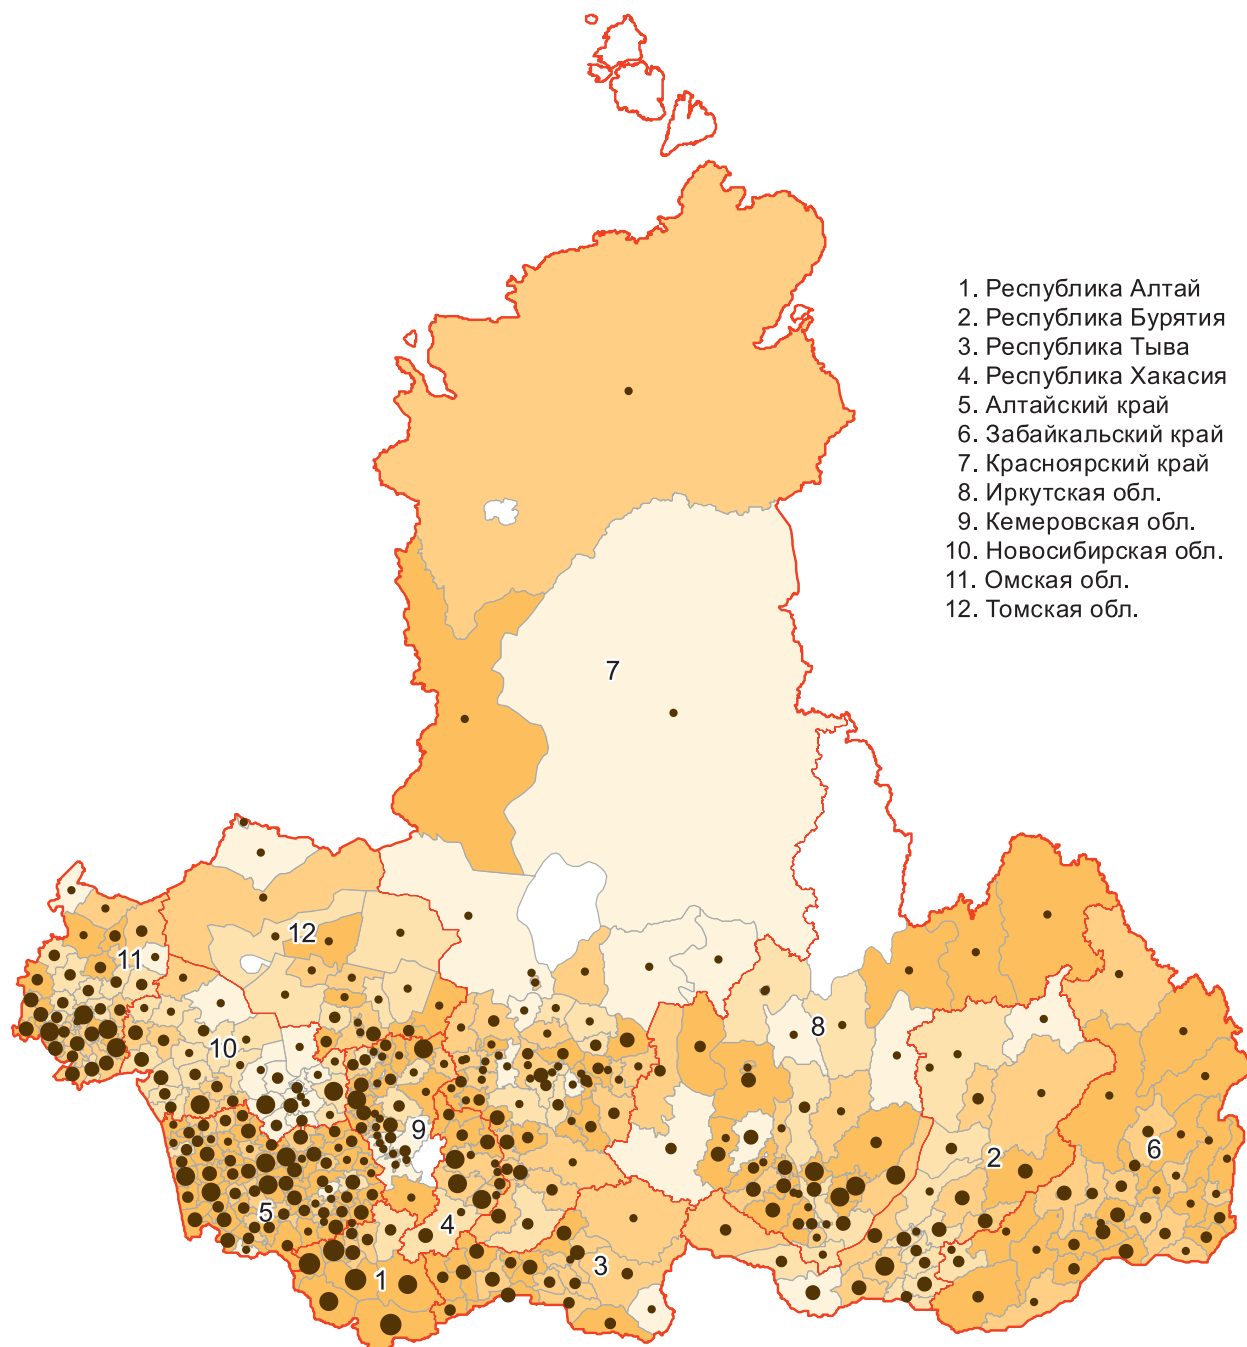 1. Республика Алтай
2. Республика Бурятия
3. Республика Тыва
4. Республика Хакасия
5. Алтайский край
6. Забайкальский край
7. Красноярский край
8. Иркутская обл.
9. Кемеровская обл.
10. Новосибирская обл.
11. Омская обл.
12. Томская обл.
7
12
11
8
10
9
6
2
5
4
3
1